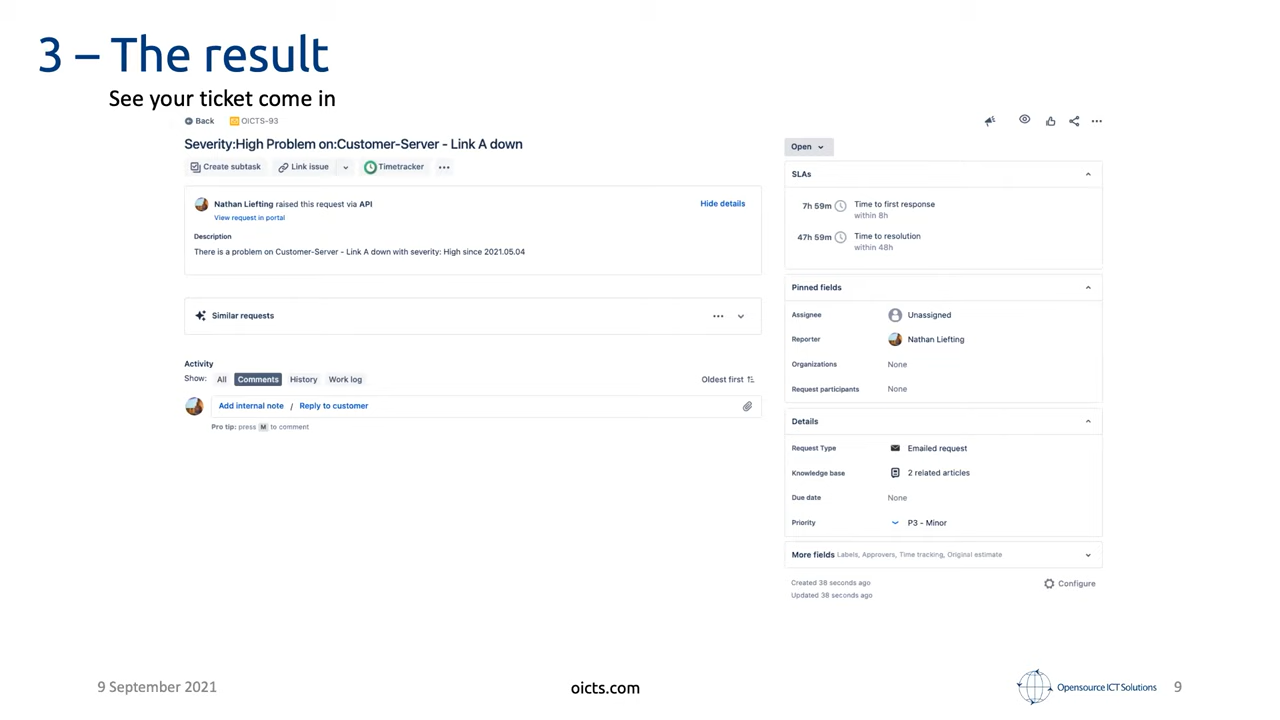 3 – The result
See your ticket come in
Back OICTS-93
Severity:High Problem on:Customer-Server - Link A down
Create subtask Link issue Timetracker
Nathan Liefting raised this request via API Hide details
View request in portal
Description
There is a problem on Customer-Server - Link A down with severity: High since 2021.05.04
Similar requests
Activity
Show: All Comments History Work log Oldest first
Add internal note / Reply to customer
Pro tip: press M to comment
Open
SLAs
7h 59m Time to first response
within 8h
47h 59m Time to resolution
within 48h
Pinned fields
Assignee Unassigned
Reporter Nathan Liefting
Organizations None
Request participants None
Details
Request Type Emailed request
Knowledge base 2 related articles
Due date None
Priority P3 - Minor
More fields Labels, Approvers, Time tracking, Original estimate
Created 38 seconds ago Configure
Updated 38 seconds ago
9 September 2021 oicts.com Opensource ICT Solutions 9